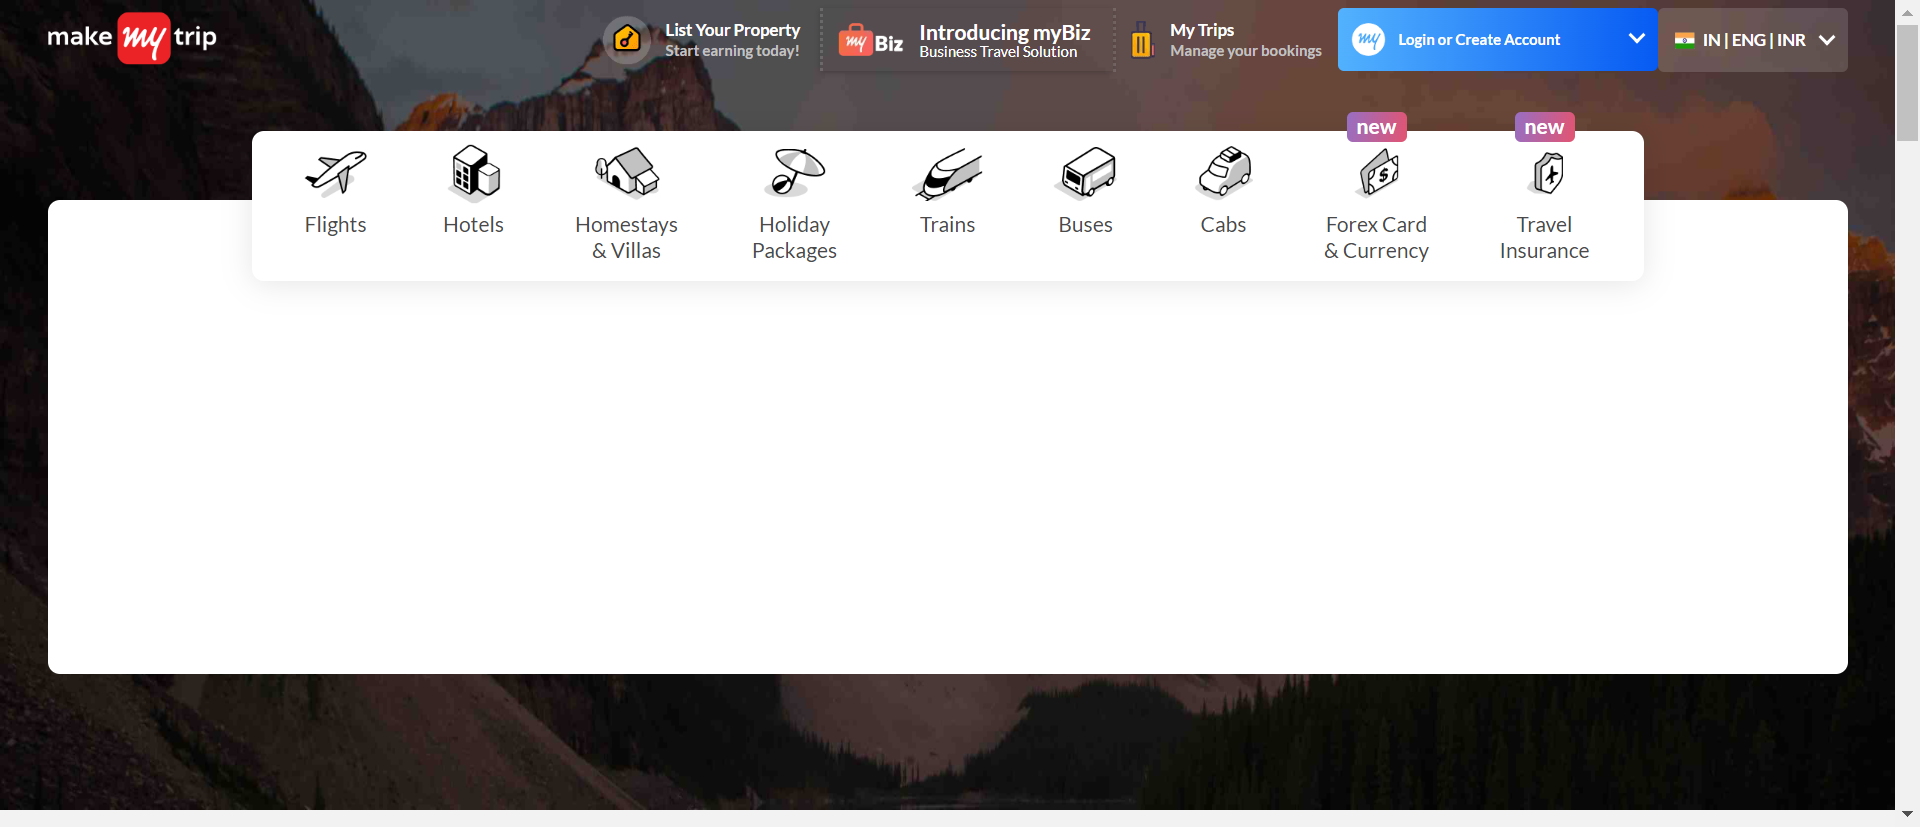 make my trip
List Your Property
Start earning today!
my Biz
Introducing myBiz
Business Travel Solution
My Trips
Manage your bookings
my
Login or Create Account
IN | ENG | INR
new
new
Flights
Hotels
Homestays
& Villas
Holiday
Packages
Trains
Buses
Cabs
$
Forex Card
& Currency
Travel
Insurance